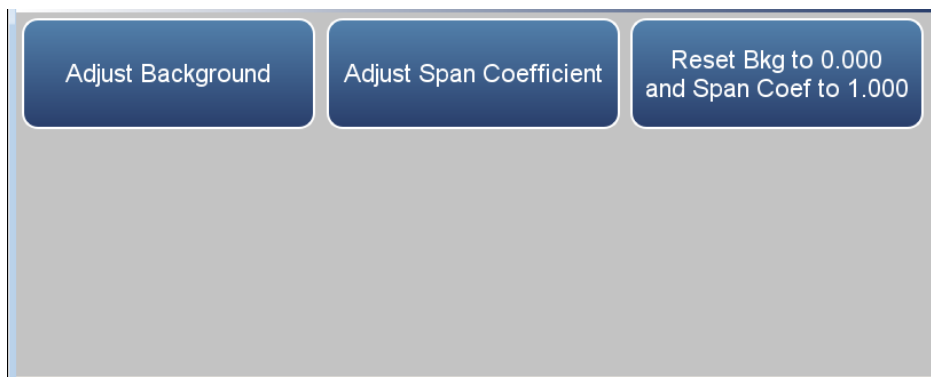 Adjust Background
Adjust Span Coefficient
Reset Bkg to 0.000
and Span Coef to 1.000